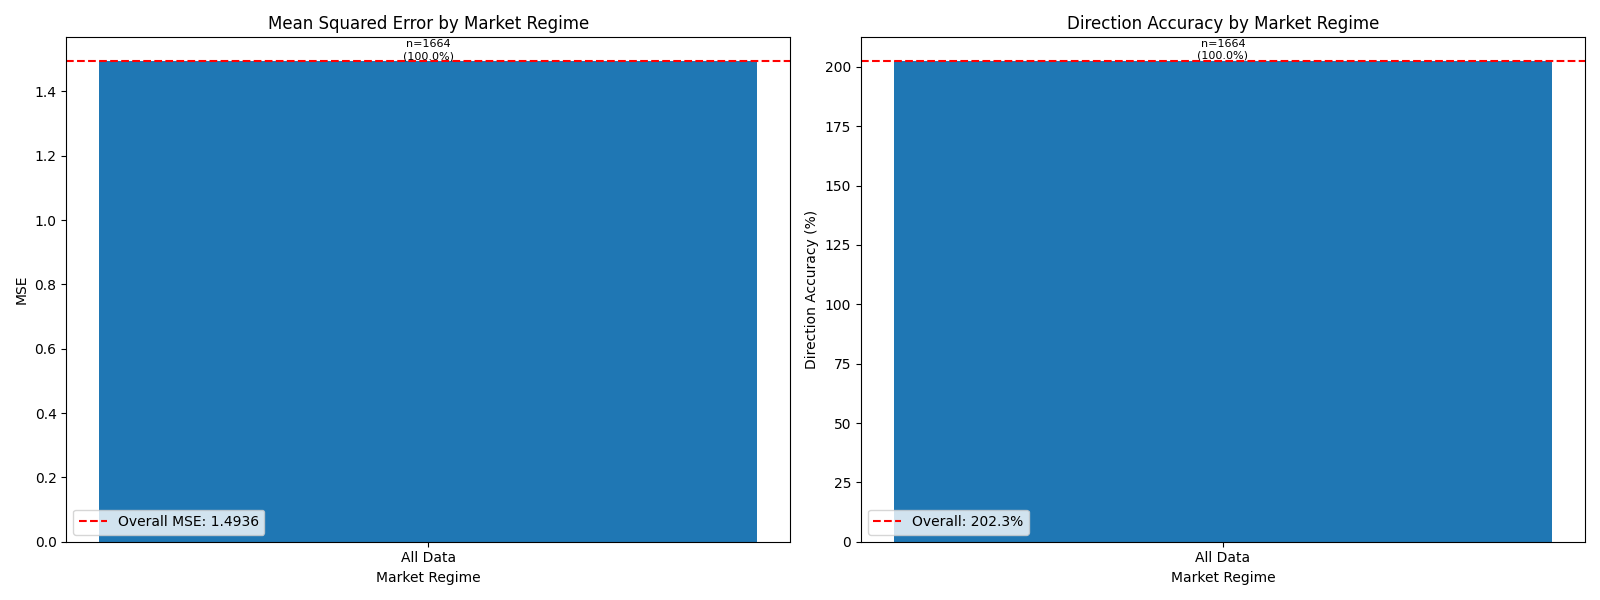 Mean Squared Error by Market Regime
n=1664
(100.0%)
MSE
1.4
1.2
1.0
0.8
0.6
0.4
0.2
0.0
Overall MSE: 1.4936
All Data
Market Regime
Direction Accuracy by Market Regime
n=1664
(100.0%)
Direction Accuracy (%)
200
175
150
125
100
75
50
25
0
Overall: 202.3%
All Data
Market Regime